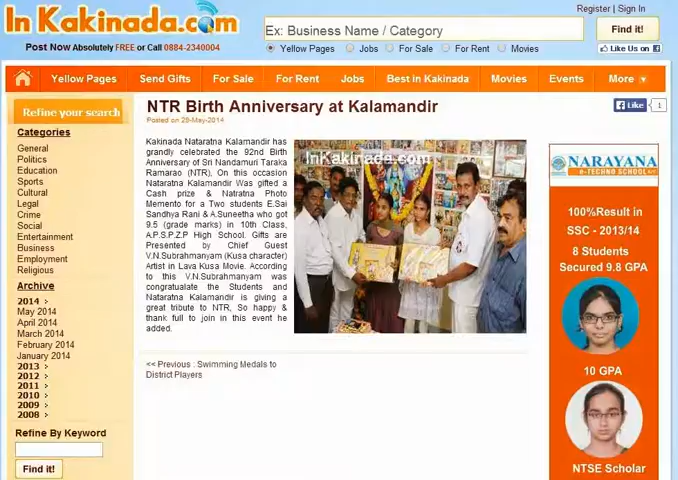 In Kakinada.com
Post Now Absolutely FREE or Call 0884-2340004
Register | Sign In
Ex: Business Name / Category
Find it!
Yellow Pages Jobs For Sale For Rent Movies
Like Us on
Yellow Pages Send Gifts For Sale For Rent Jobs Best in Kakinada Movies Events More
Refine your search
Categories
General
Politics
Education
Sports
Cultural
Legal
Crime
Social
Entertainment
Business
Employment
Religious
Archive
2014 >
May 2014
April 2014
March 2014
February 2014
January 2014
2013 >
2012 >
2011 >
2010 >
2009 >
2008 >
Refine By Keyword
Find it!
NTR Birth Anniversary at Kalamandir
Posted on 29-May-2014
Like 1
Kakinada Nataratna Kalamandir has
grandly celebrated the 92nd Birth
Anniversary of Sri Nandamuri Taraka
Ramarao (NTR), On this occasion
Nataratna Kalamandir Was gifted a
Cash prize & Natratna Photo
Memento for a Two students E.Sai
Sandhya Rani & A.Suneetha who got
9.5 (grade marks) in 10th Class,
A.P.S.P.Z.P High School. Gifts are
Presented by Chief Guest
V.N.Subrahmanyam (Kusa character)
Artist in Lava Kusa Movie. According
to this V.N.Subrahmanyam was
congratualate the Students and
Nataratna Kalamandir is giving a
great tribute to NTR, So happy &
thank full to join in this event he
added.
InKakinada.com
<< Previous : Swimming Medals to
District Players
NARAYANA
e-TECHNO SCHOOL
100%Result in
SSC - 2013/14
8 Students
Secured 9.8 GPA
10 GPA
NTSE Scholar